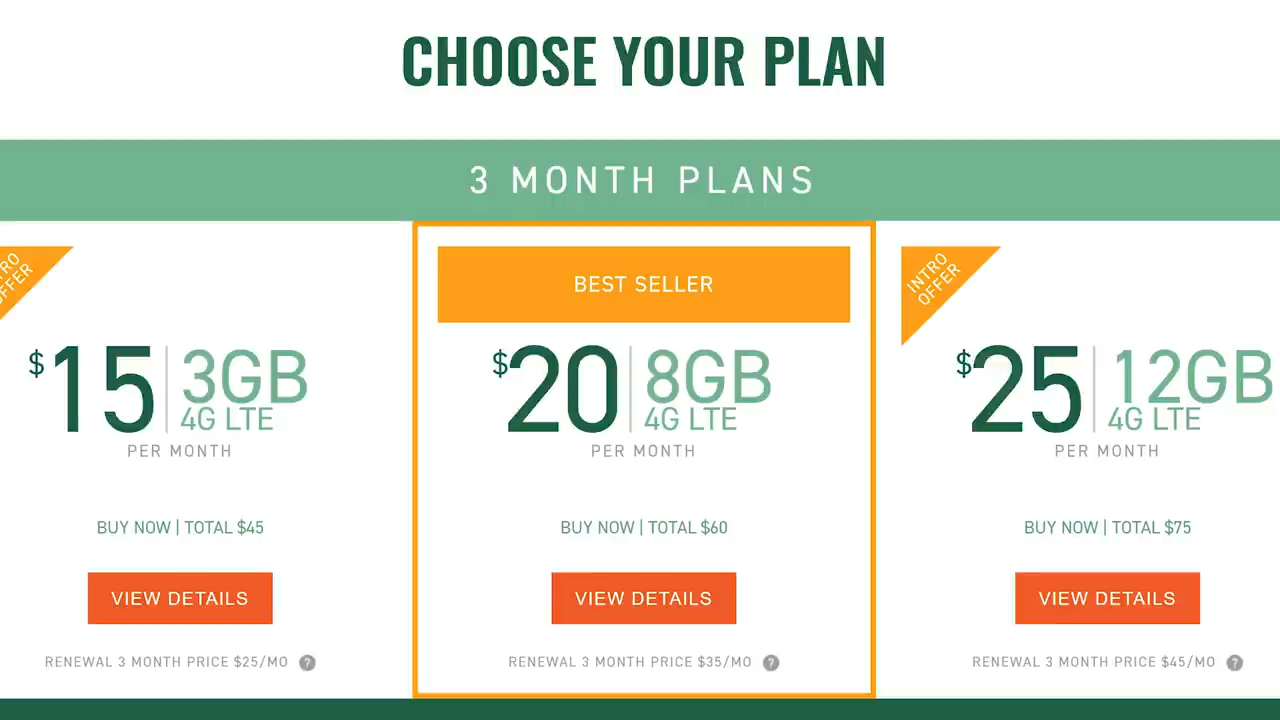 CHOOSE YOUR PLAN
3 MONTH PLANS
OFFER
$15 3GB
4G LTE
PER MONTH
BUY NOW | TOTAL $45
VIEW DETAILS
RENEWAL 3 MONTH PRICE $25/MO ?
BEST SELLER
$20 8GB
4G LTE
PER MONTH
BUY NOW | TOTAL $60
VIEW DETAILS
RENEWAL 3 MONTH PRICE $35/MO ?
INTRO
OFFER
$25 12GB
4G LTE
PER MONTH
BUY NOW | TOTAL $75
VIEW DETAILS
RENEWAL 3 MONTH PRICE $45/MO ?